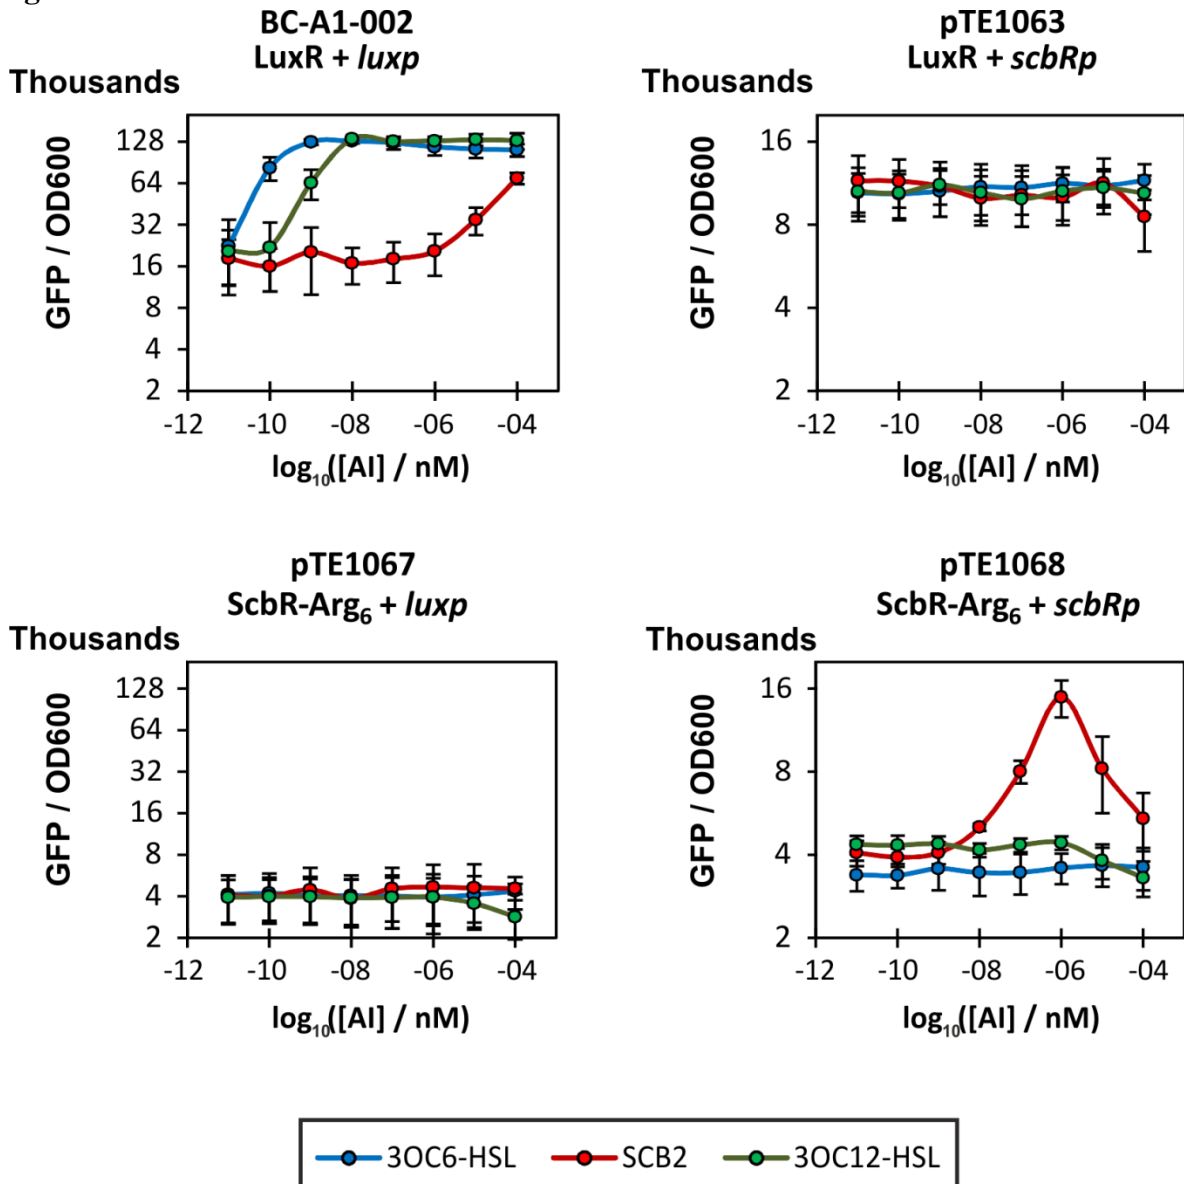 BC-A1-002
LuxR + luxp
Thousands
GFP / OD600
128
64
32
16
8
4
2
-12 -10 -08 -06 -04
log10([AI] / nM)
pTE1063
LuxR + scbRp
Thousands
GFP / OD600
16
8
4
2
-12 -10 -08 -06 -04
log10([AI] / nM)
pTE1067
ScbR-Arg6 + luxp
Thousands
GFP / OD600
128
64
32
16
8
4
2
-12 -10 -08 -06 -04
log10([AI] / nM)
pTE1068
ScbR-Arg6 + scbRp
Thousands
GFP / OD600
16
8
4
2
-12 -10 -08 -06 -04
log10([AI] / nM)
3OC6-HSL SCB2 3OC12-HSL